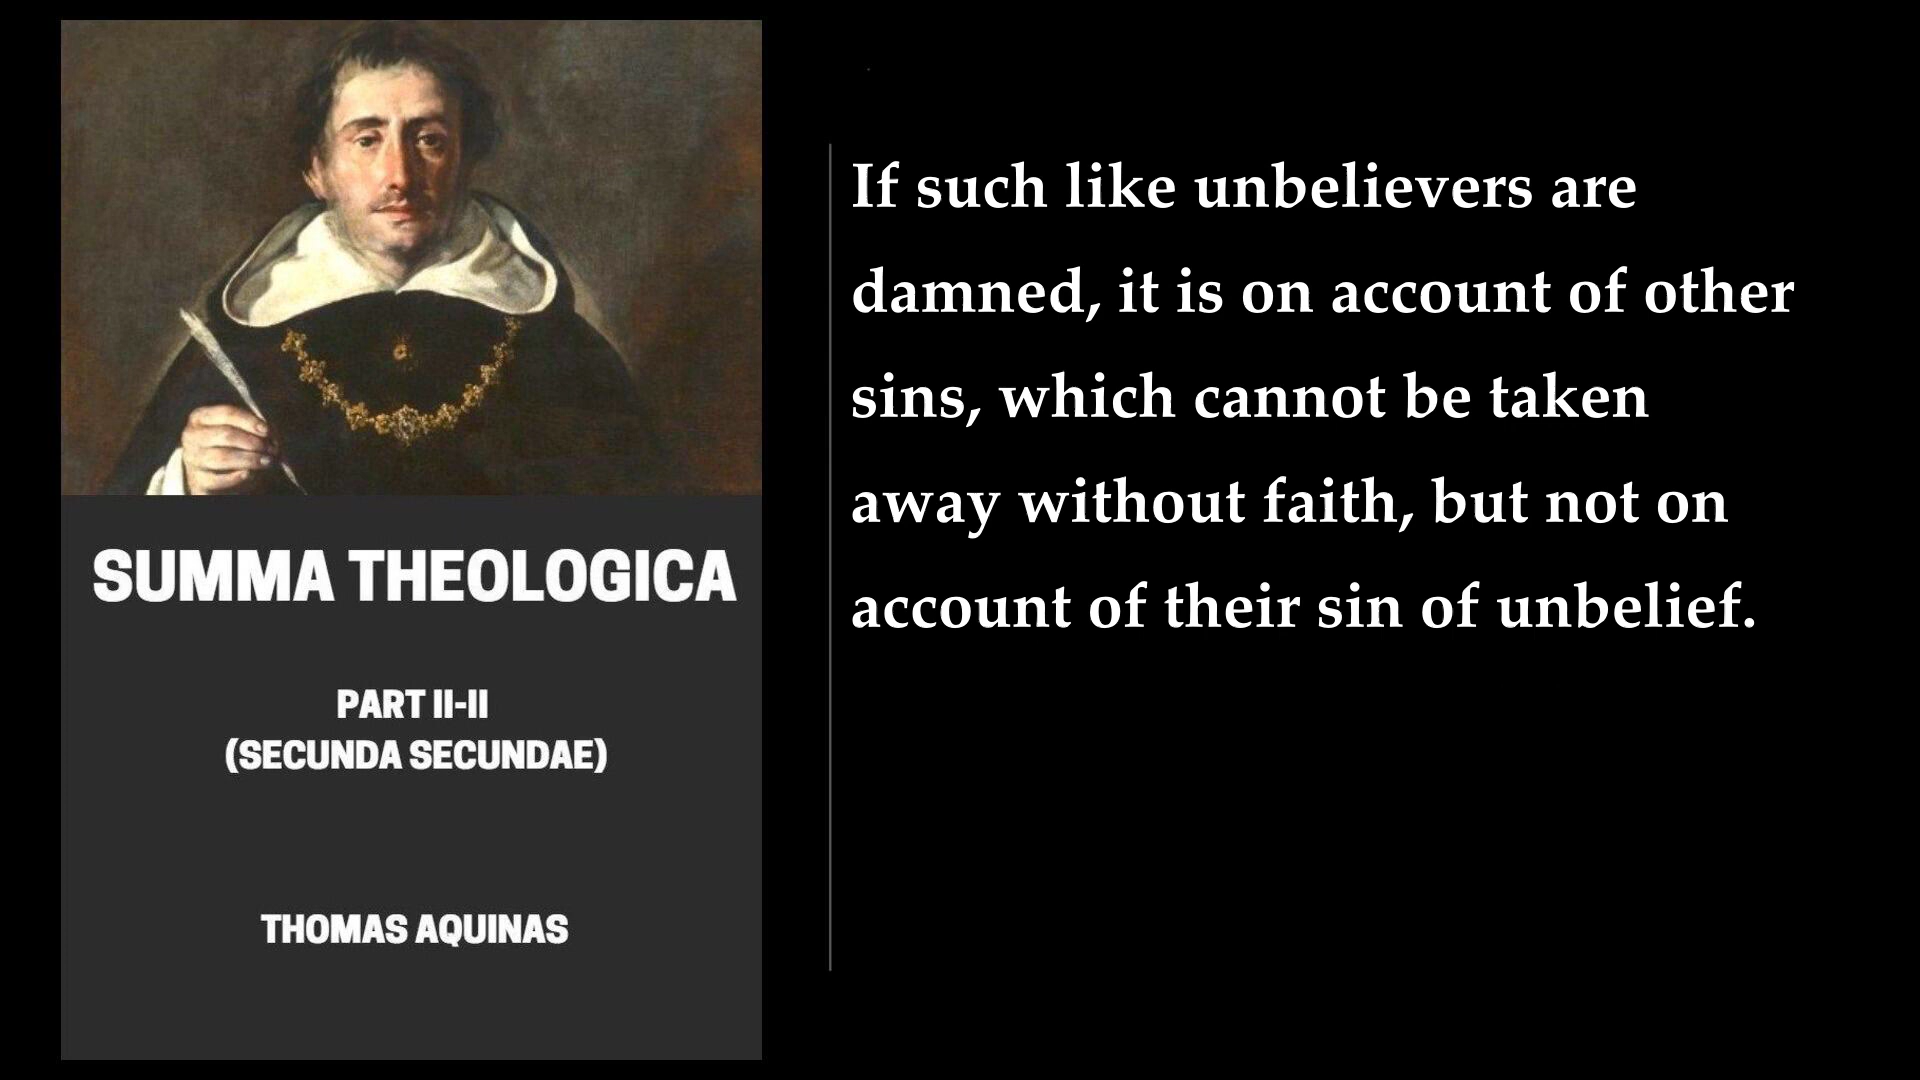 SUMMA THEOLOGICA
PART II-II
(SECUNDA SECUNDAE)
THOMAS AQUINAS
If such like unbelievers are
damned, it is on account of other
sins, which cannot be taken
away without faith, but not on
account of their sin of unbelief.